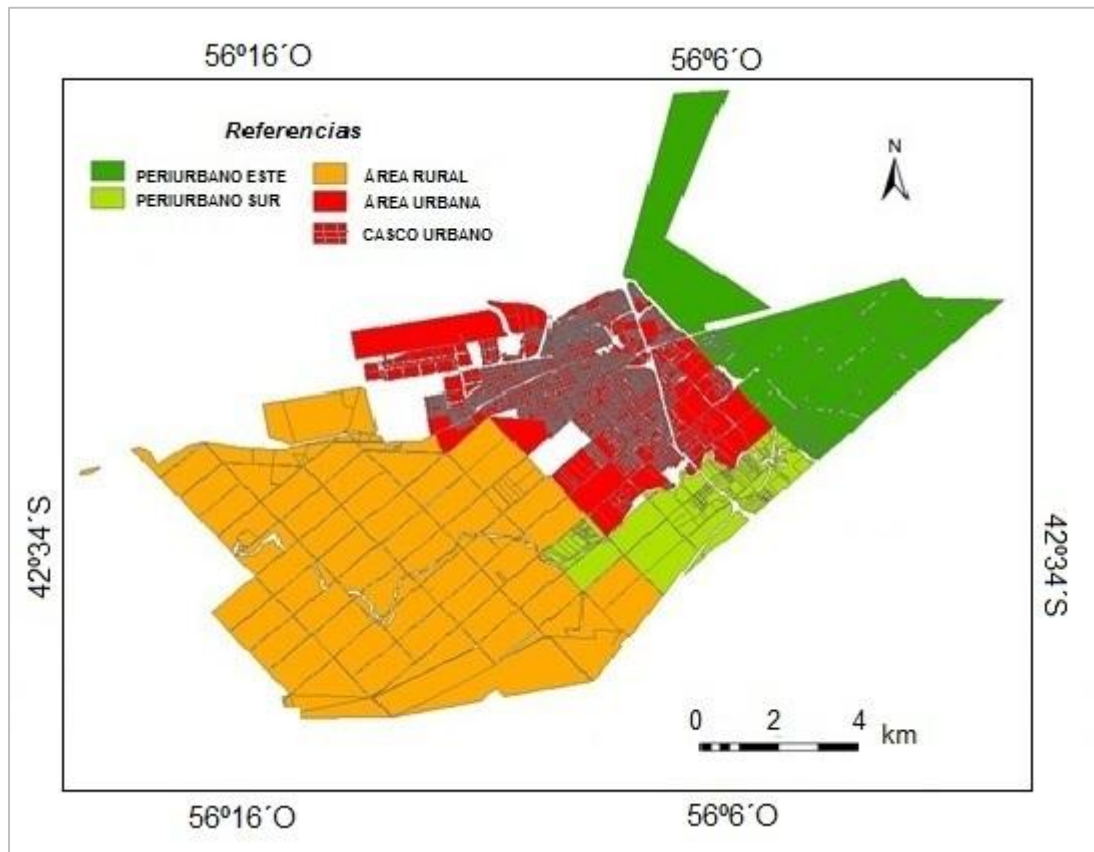 56º16´O 56º6´O
Referencias
N
PERIURBANO ESTE ÁREA RURAL
PERIURBANO SUR ÁREA URBANA
CASCO URBANO
42º34´S 42º34´S
0 2 4 km
56º16´O 56º6´O